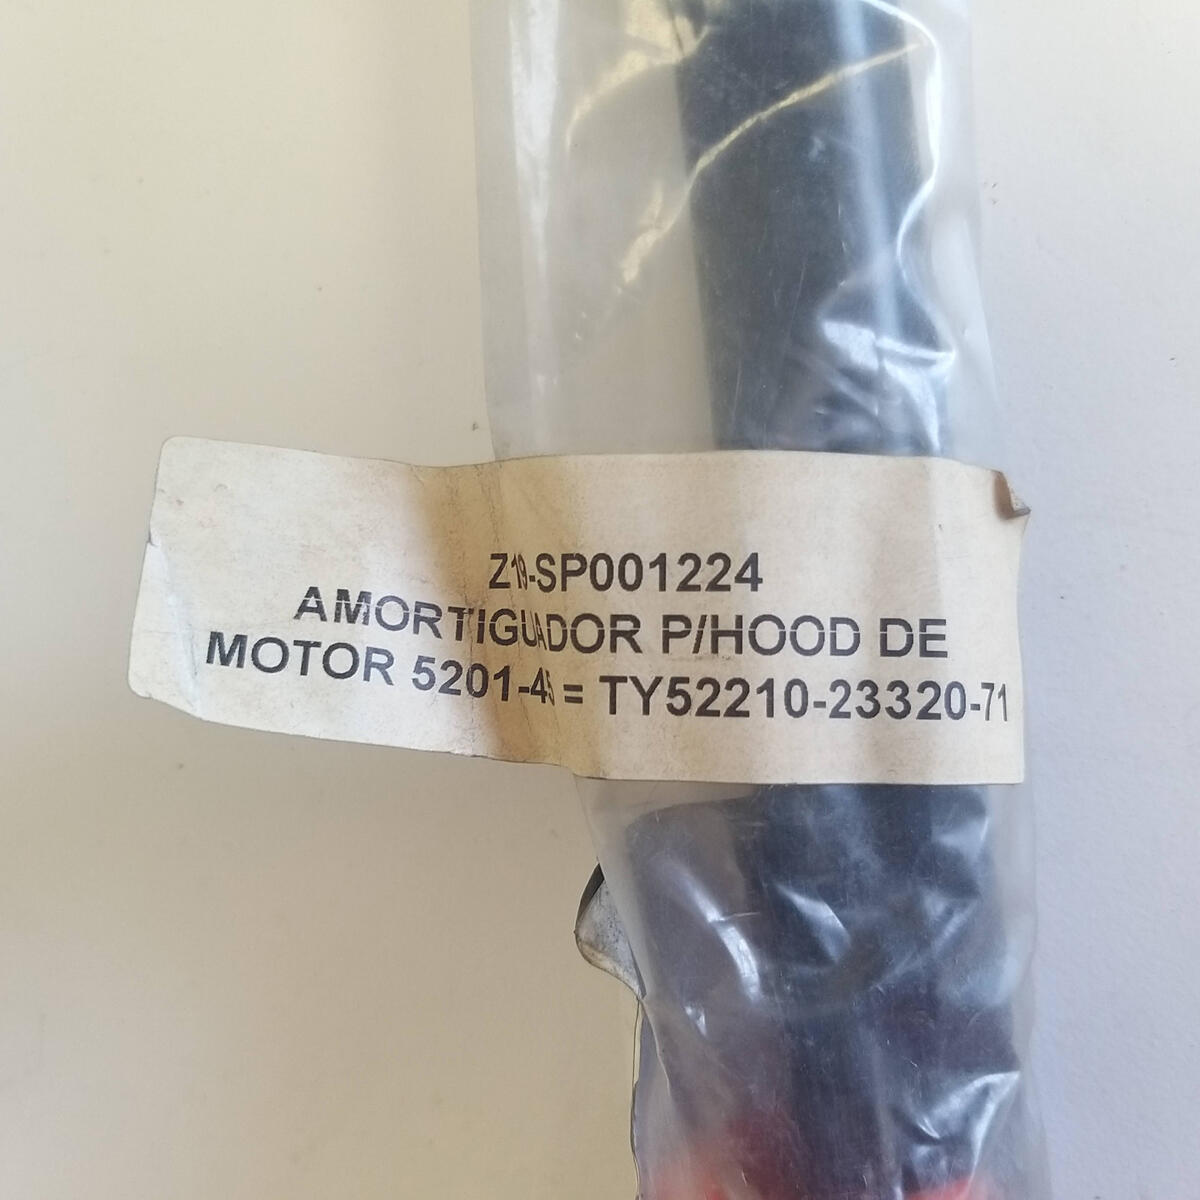 Z19-SP001224
AMORTIGUADOR P/HOOD DE
MOTOR 5201-45 = TY52210-23320-71